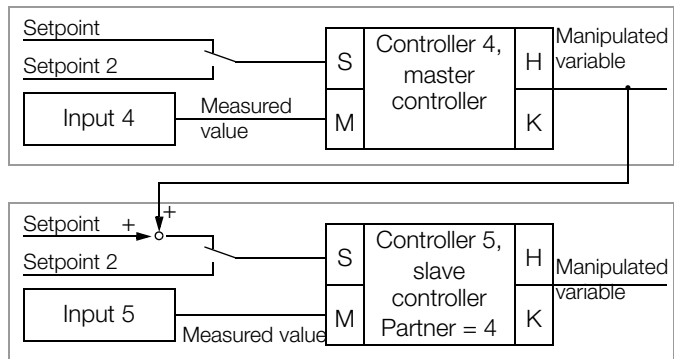 Setpoint
Setpoint 2
Input 4
Measured
value
S
M
Controller 4,
master
controller
H
K
Manipulated
variable
+
Setpoint +
Setpoint 2
Input 5
Measured value
S
M
Controller 5,
slave
controller
Partner = 4
H
K
Manipulated
variable